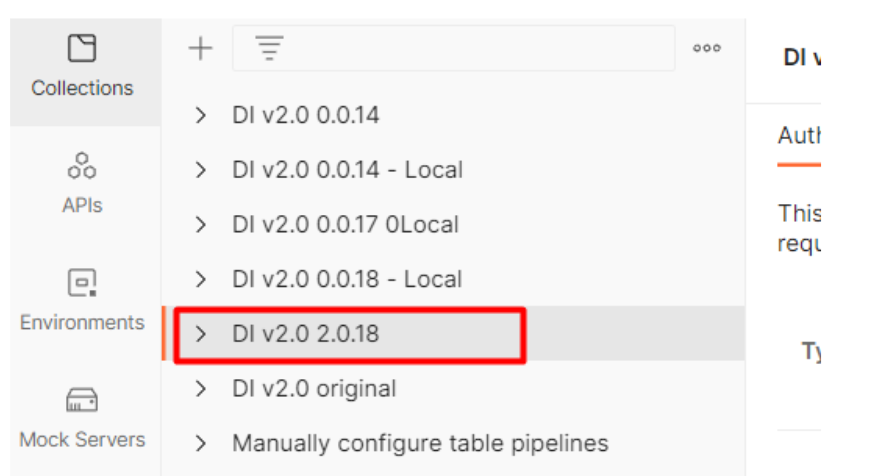 Collections
APIs
Environments
Mock Servers
DI v2.0 0.0.14
DI v2.0 0.0.14 - Local
DI v2.0 0.0.17 0Local
DI v2.0 0.0.18 - Local
DI v2.0 2.0.18
DI v2.0 original
Manually configure table pipelines
DI v
Auth
This
requ
Ty